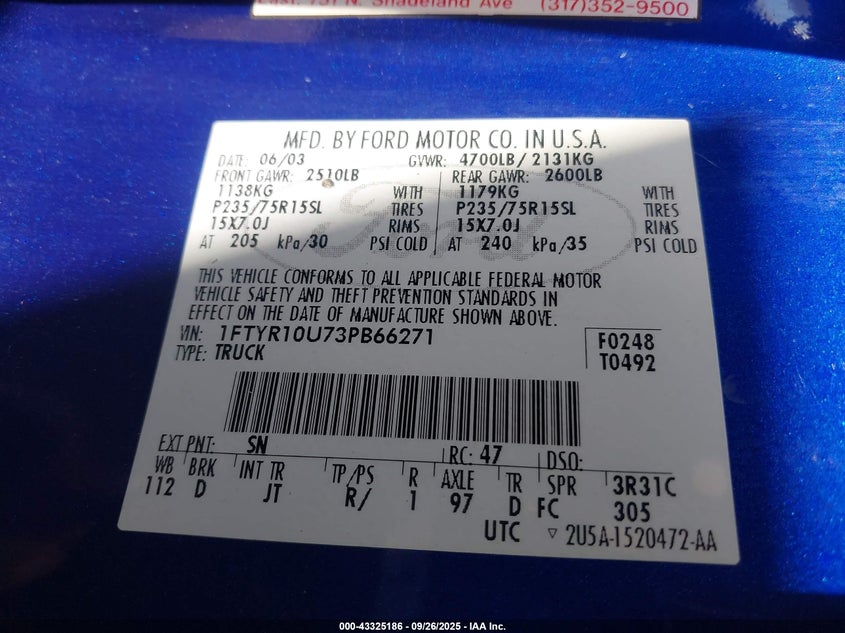 757 N. Shadeland Ave (317)352-9500
MFD. BY FORD MOTOR CO. IN U.S.A.
DATE: 06/03 GVWR: 4700LB/ 2131KG
FRONT GAWR: 2510LB REAR GAWR: 2600LB
1138KG WITH 1179KG WITH
P235/75R15SL TIRES P235/75R15SL TIRES
15X7.0J RIMS 15X7.0J RIMS
AT 205 kPa/30 PSI COLD AT 240 kPa/35 PSI COLD
Ford
THIS VEHICLE CONFORMS TO ALL APPLICABLE FEDERAL MOTOR
VEHICLE SAFETY AND THEFT PREVENTION STANDARDS IN
EFFECT ON THE DATE OF MANUFACTURE SHOWN ABOVE.
VIN: 1FTYR10U73PB66271 F0248
TYPE: TRUCK T0492
EXT PNT: SN RC: 47 DSO:
WB BRK INT TR TP/PS R AXLE TR SPR 3R31C
112 D JT R/ 1 97 D FC 305
UTC ▽ 2U5A-1520472-AA
000-43325186 - 09/26/2025 - IAA Inc.